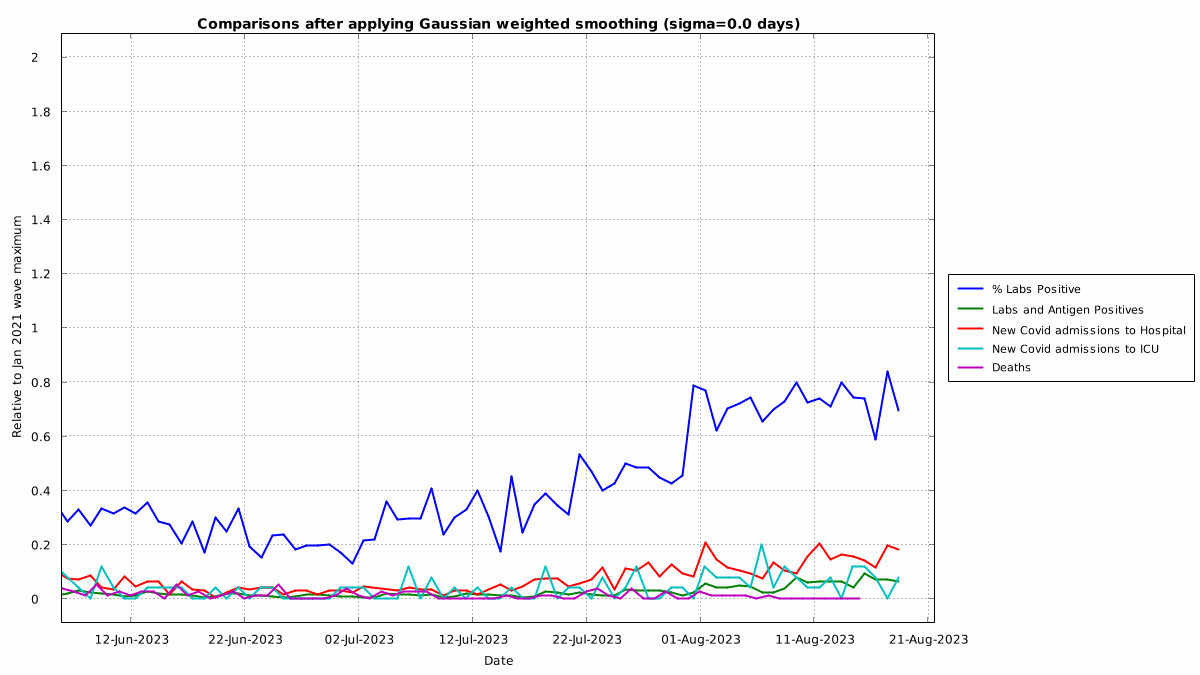 Comparisons after applying Gaussian weighted smoothing (sigma=0.0 days)
2
1.8
1.6
1.4
1.2
1
0.8
0.6
0.4
0.2
0
Relative to Jan 2021 wave maximum
12-Jun-2023
22-Jun-2023
02-Jul-2023
12-Jul-2023
22-Jul-2023
01-Aug-2023
11-Aug-2023
21-Aug-2023
Date
% Labs Positive
Labs and Antigen Positives
New Covid admissions to Hospital
New Covid admissions to ICU
Deaths